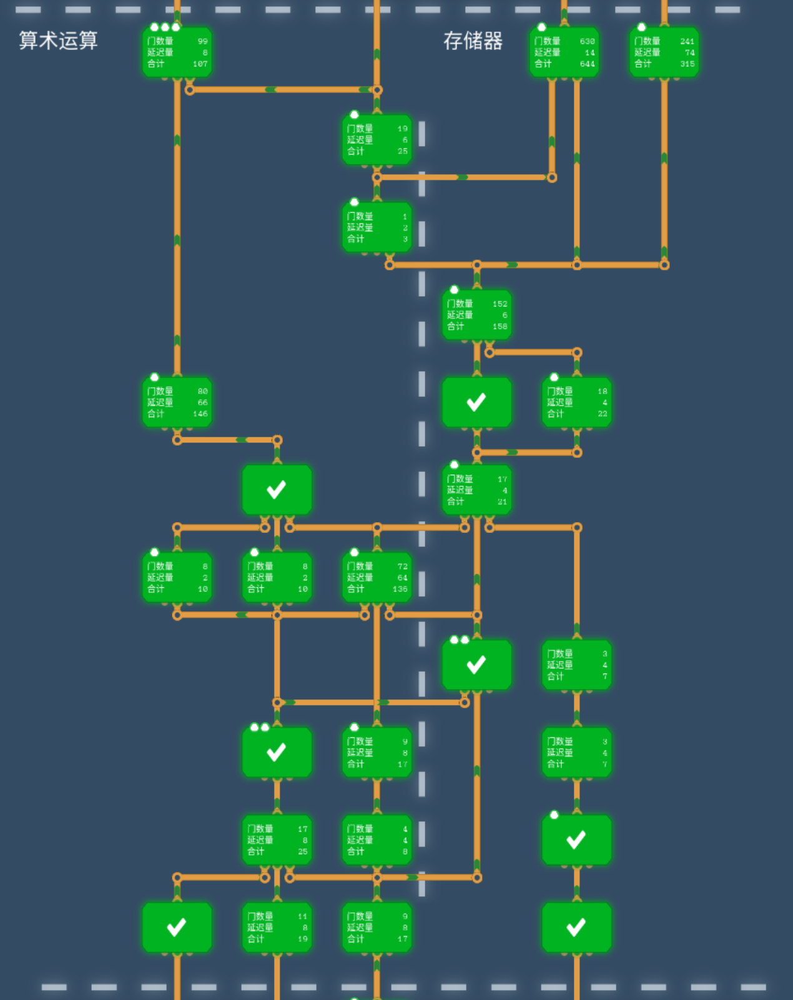 算术运算
存储器
门数量 99
延迟量 8
合计 107
门数量 630
延迟量 14
合计 644
门数量 241
延迟量 74
合计 315
门数量 19
延迟量 6
合计 25
门数量 1
延迟量 2
合计 3
门数量 152
延迟量 6
合计 158
门数量 80
延迟量 66
合计 146
门数量 18
延迟量 4
合计 22
门数量 17
延迟量 4
合计 21
门数量 8
延迟量 2
合计 10
门数量 8
延迟量 2
合计 10
门数量 72
延迟量 64
合计 136
门数量 3
延迟量 4
合计 7
门数量 9
延迟量 8
合计 17
门数量 3
延迟量 4
合计 7
门数量 17
延迟量 8
合计 25
门数量 4
延迟量 4
合计 8
门数量 11
延迟量 8
合计 19
门数量 9
延迟量 8
合计 17